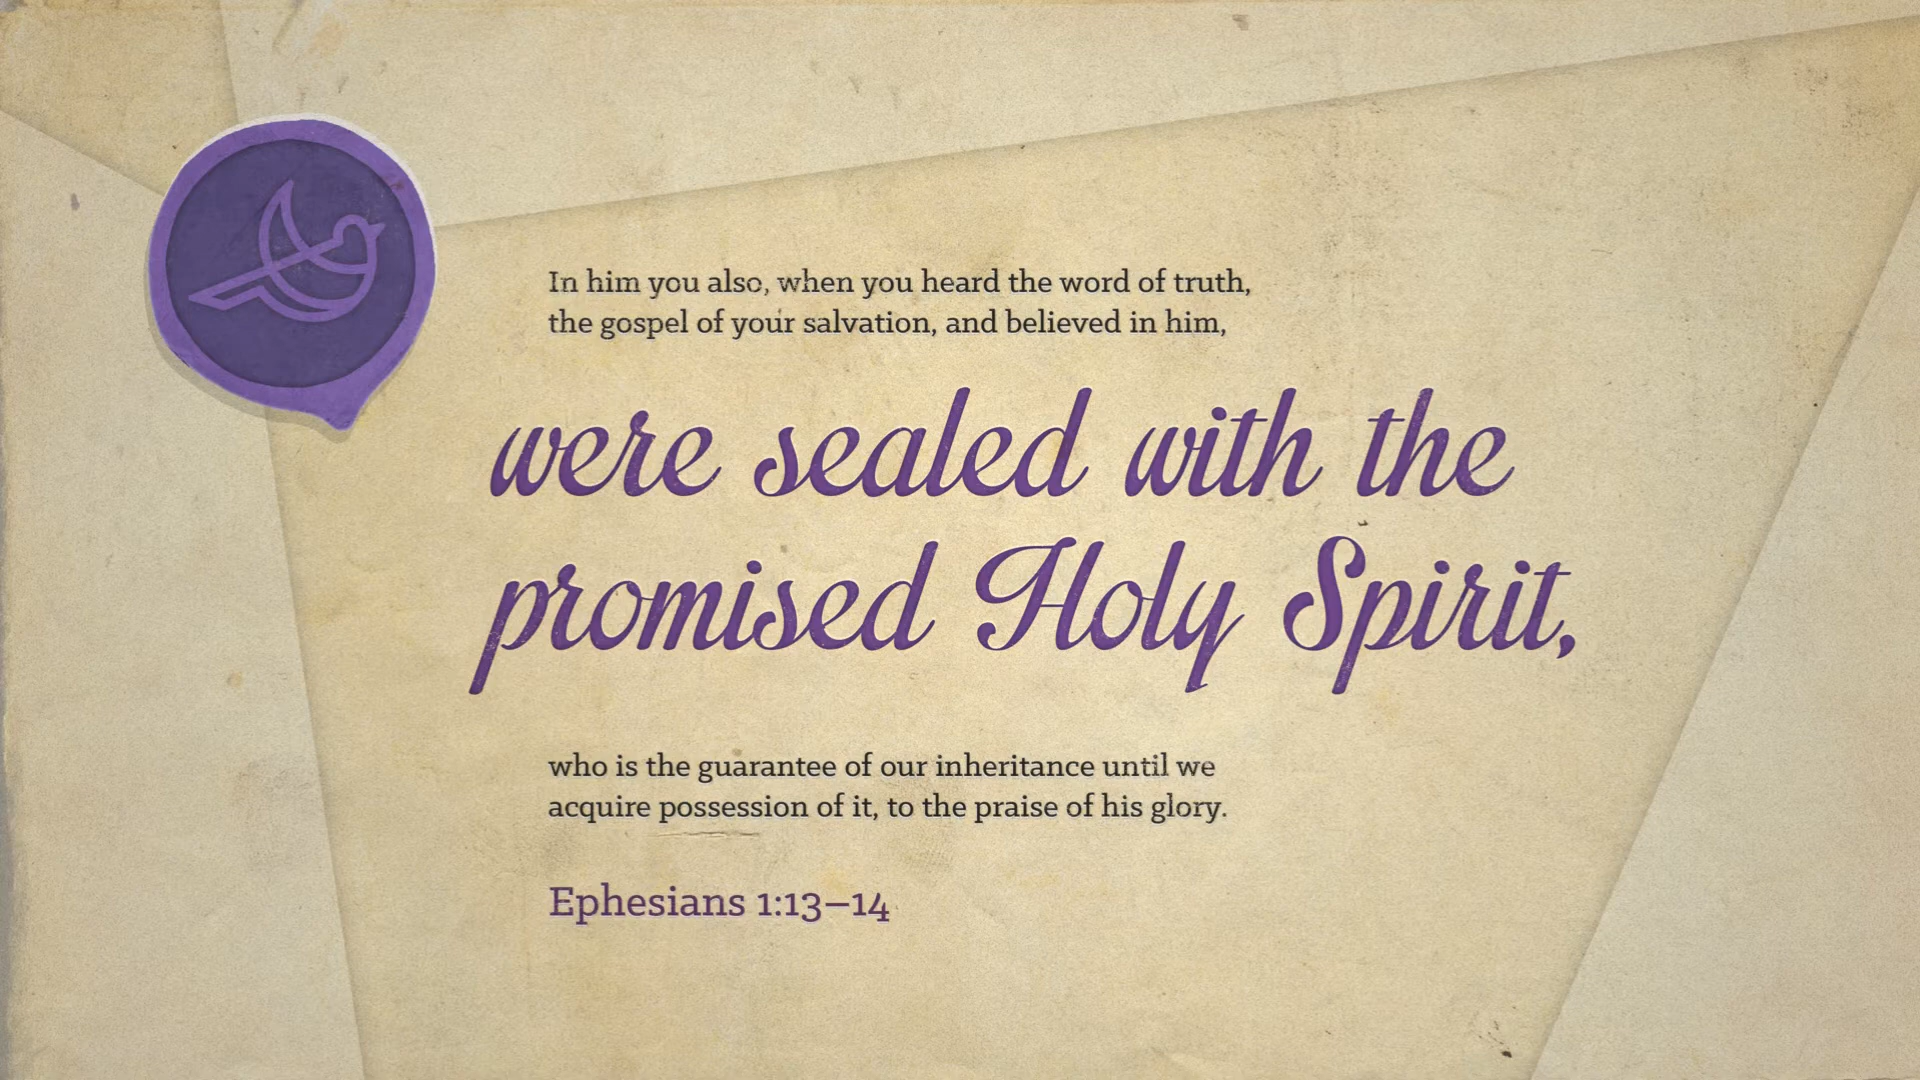 In him you also, when you heard the word of truth,
the gospel of your salvation, and believed in him,
were sealed with the
promised Holy Spirit,
who is the guarantee of our inheritance until we
acquire possession of it, to the praise of his glory.
Ephesians 1:13–14